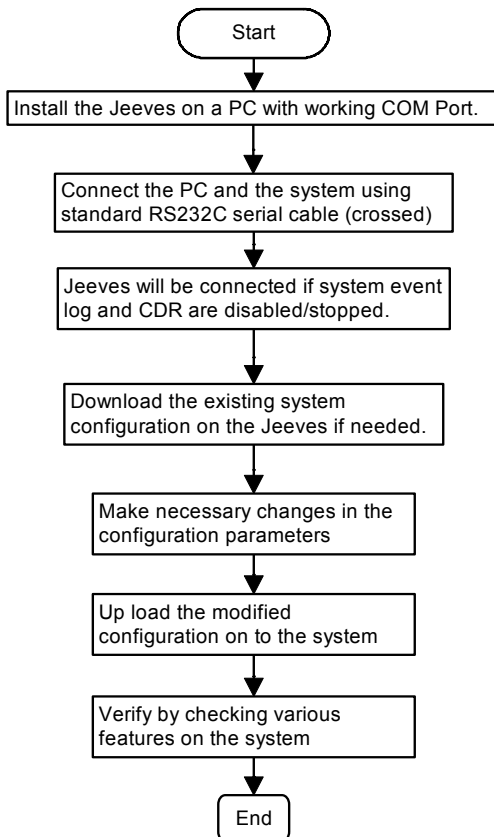 Start
Install the Jeeves on a PC with working COM Port.
Connect the PC and the system using
standard RS232C serial cable (crossed)
Jeeves will be connected if system event
log and CDR are disabled/stopped.
Download the existing system
configuration on the Jeeves if needed.
Make necessary changes in the
configuration parameters
Up load the modified
configuration on to the system
Verify by checking various
features on the system
End